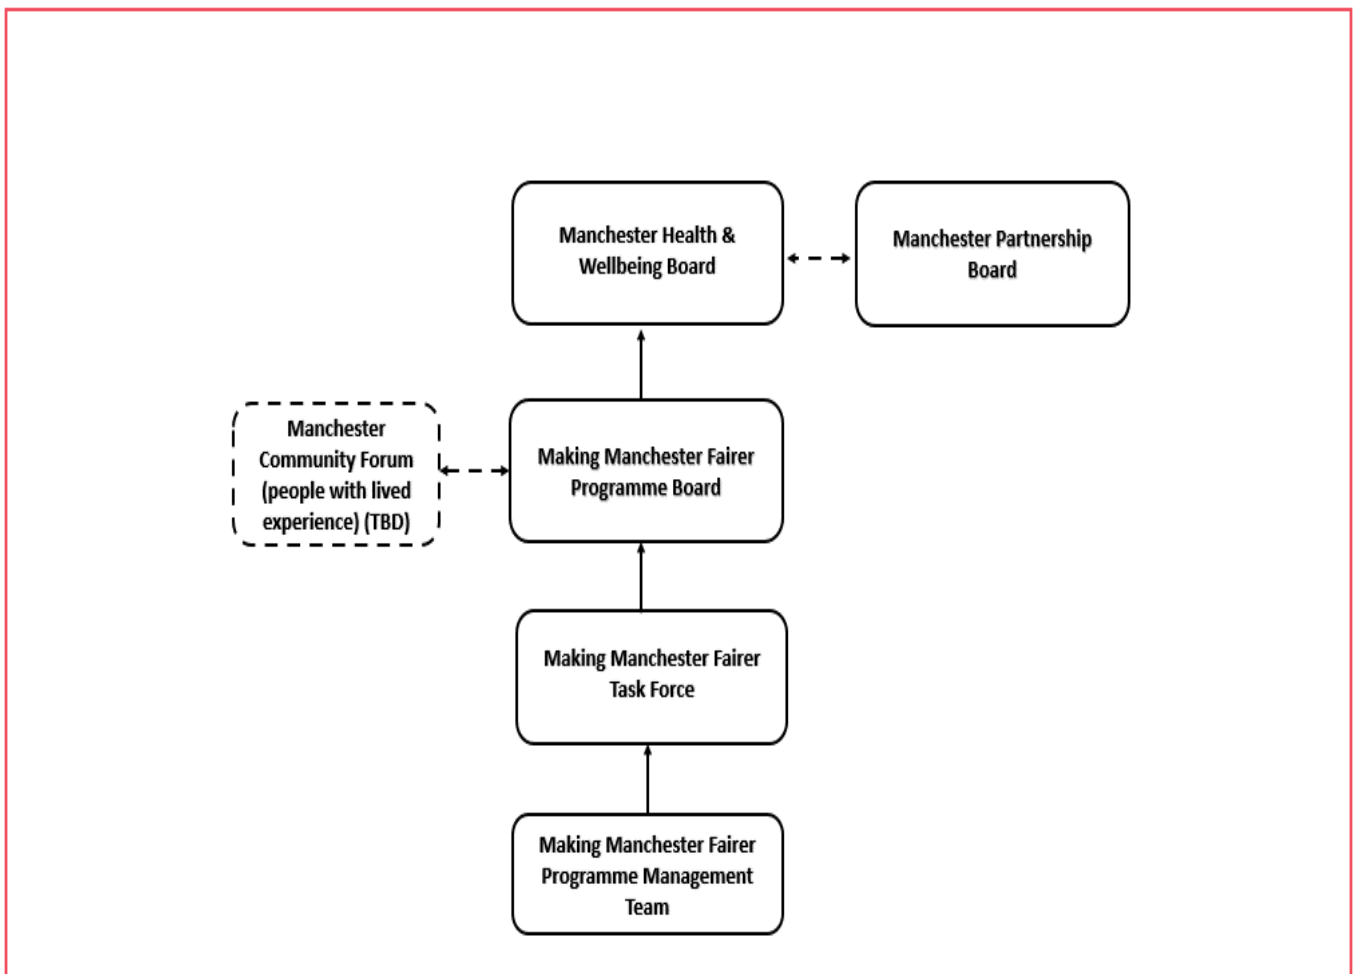 Manchester Health &
Wellbeing Board
Manchester Partnership
Board
Manchester
Community Forum
(people with lived
experience) (TBD)
Making Manchester Fairer
Programme Board
Making Manchester Fairer
Task Force
Making Manchester Fairer
Programme Management
Team